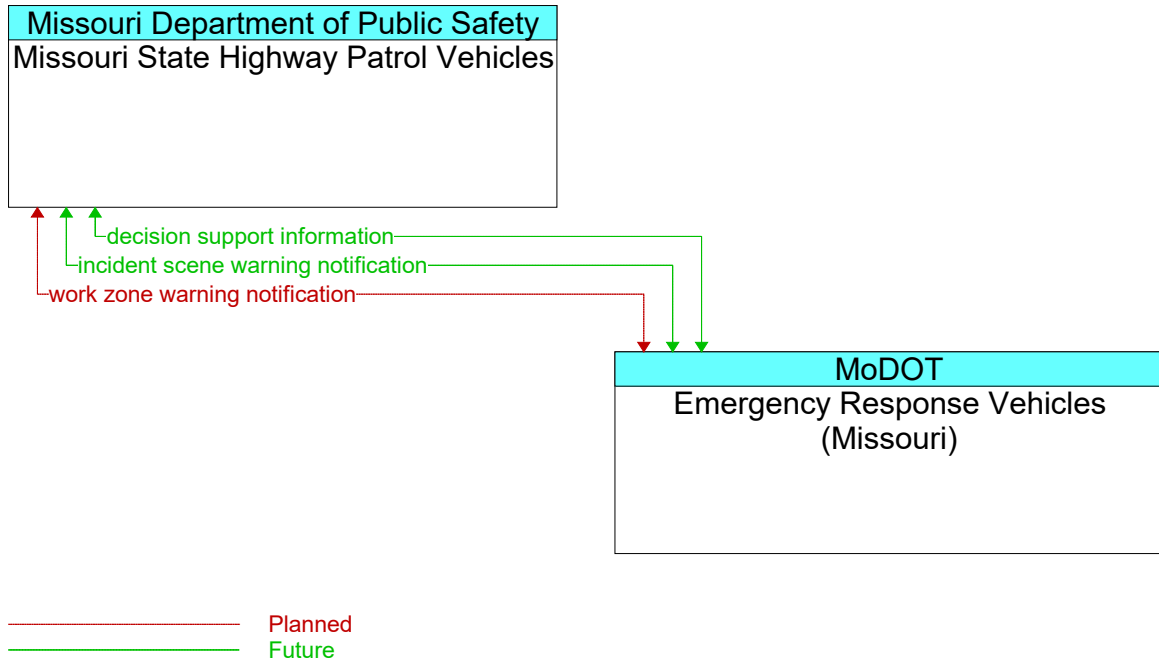 Missouri Department of Public Safety
Missouri State Highway Patrol Vehicles
decision support information
incident scene warning notification
work zone warning notification
MoDOT
Emergency Response Vehicles
(Missouri)
Planned
Future